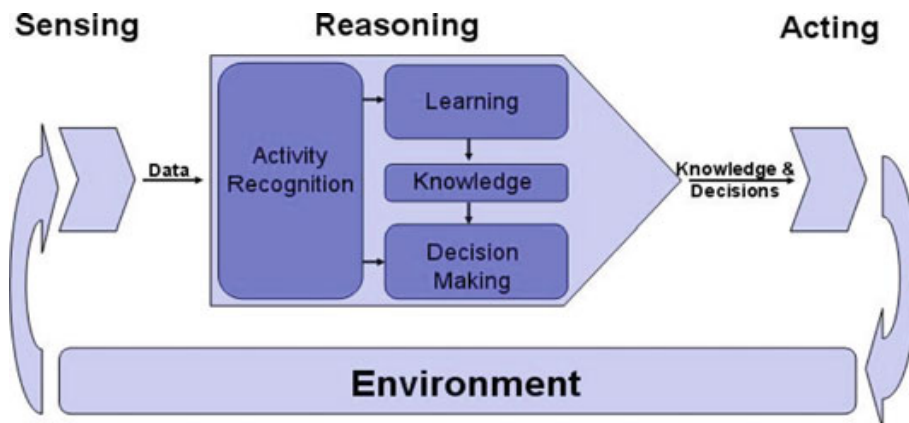 Sensing
Reasoning
Acting
Data
Activity
Recognition
Learning
Knowledge
Decision
Making
Knowledge &
Decisions
Environment